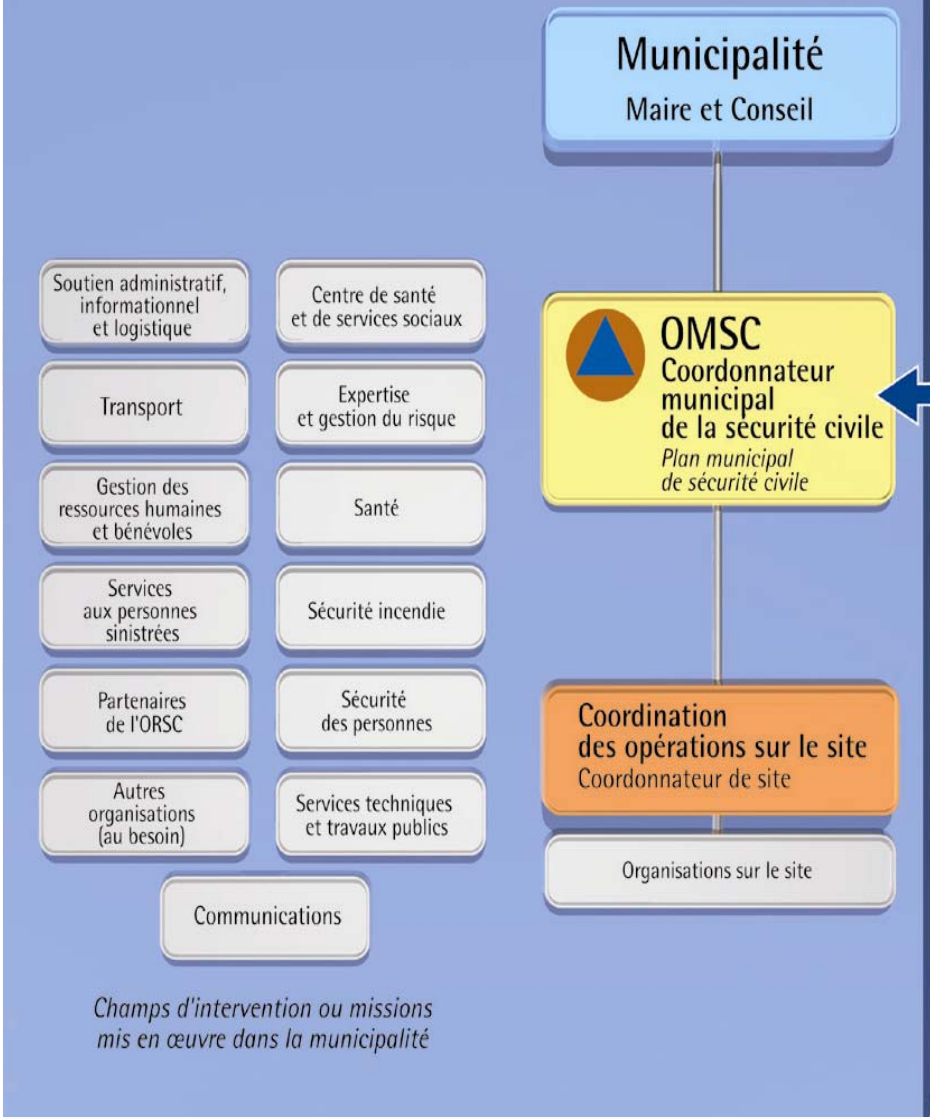 Municipalité
Maire et Conseil
Soutien administratif,
informationnel
et logistique
Centre de santé
et de services sociaux
Transport
Expertise
et gestion du risque
Gestion des
ressources humaines
et bénévoles
Santé
Services
aux personnes
sinistrées
Sécurité incendie
Partenaires
de l'ORSC
Sécurité
des personnes
Autres
organisations
(au besoin)
Services techniques
et travaux publics
Communications
Champs d'intervention ou missions
mis en œuvre dans la municipalité
OMSC
Coordonnateur
municipal
de la sécurité civile
Plan municipal
de sécurité civile
Coordination
des opérations sur le site
Coordonnateur de site
Organisations sur le site